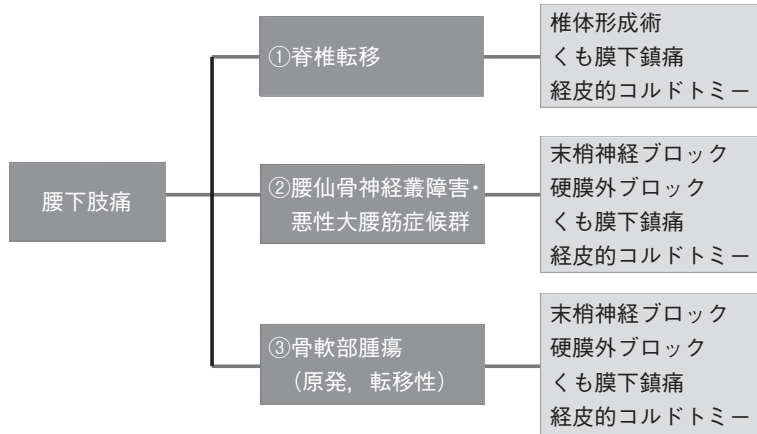 腰下肢痛
①脊椎転移
椎体形成術
くも膜下鎮痛
経皮的コルドトミー
②腰仙骨神経叢障害・
悪性大腰筋症候群
末梢神経ブロック
硬膜外ブロック
くも膜下鎮痛
経皮的コルドトミー
③骨軟部腫瘍
（原発，転移性）
末梢神経ブロック
硬膜外ブロック
くも膜下鎮痛
経皮的コルドトミー